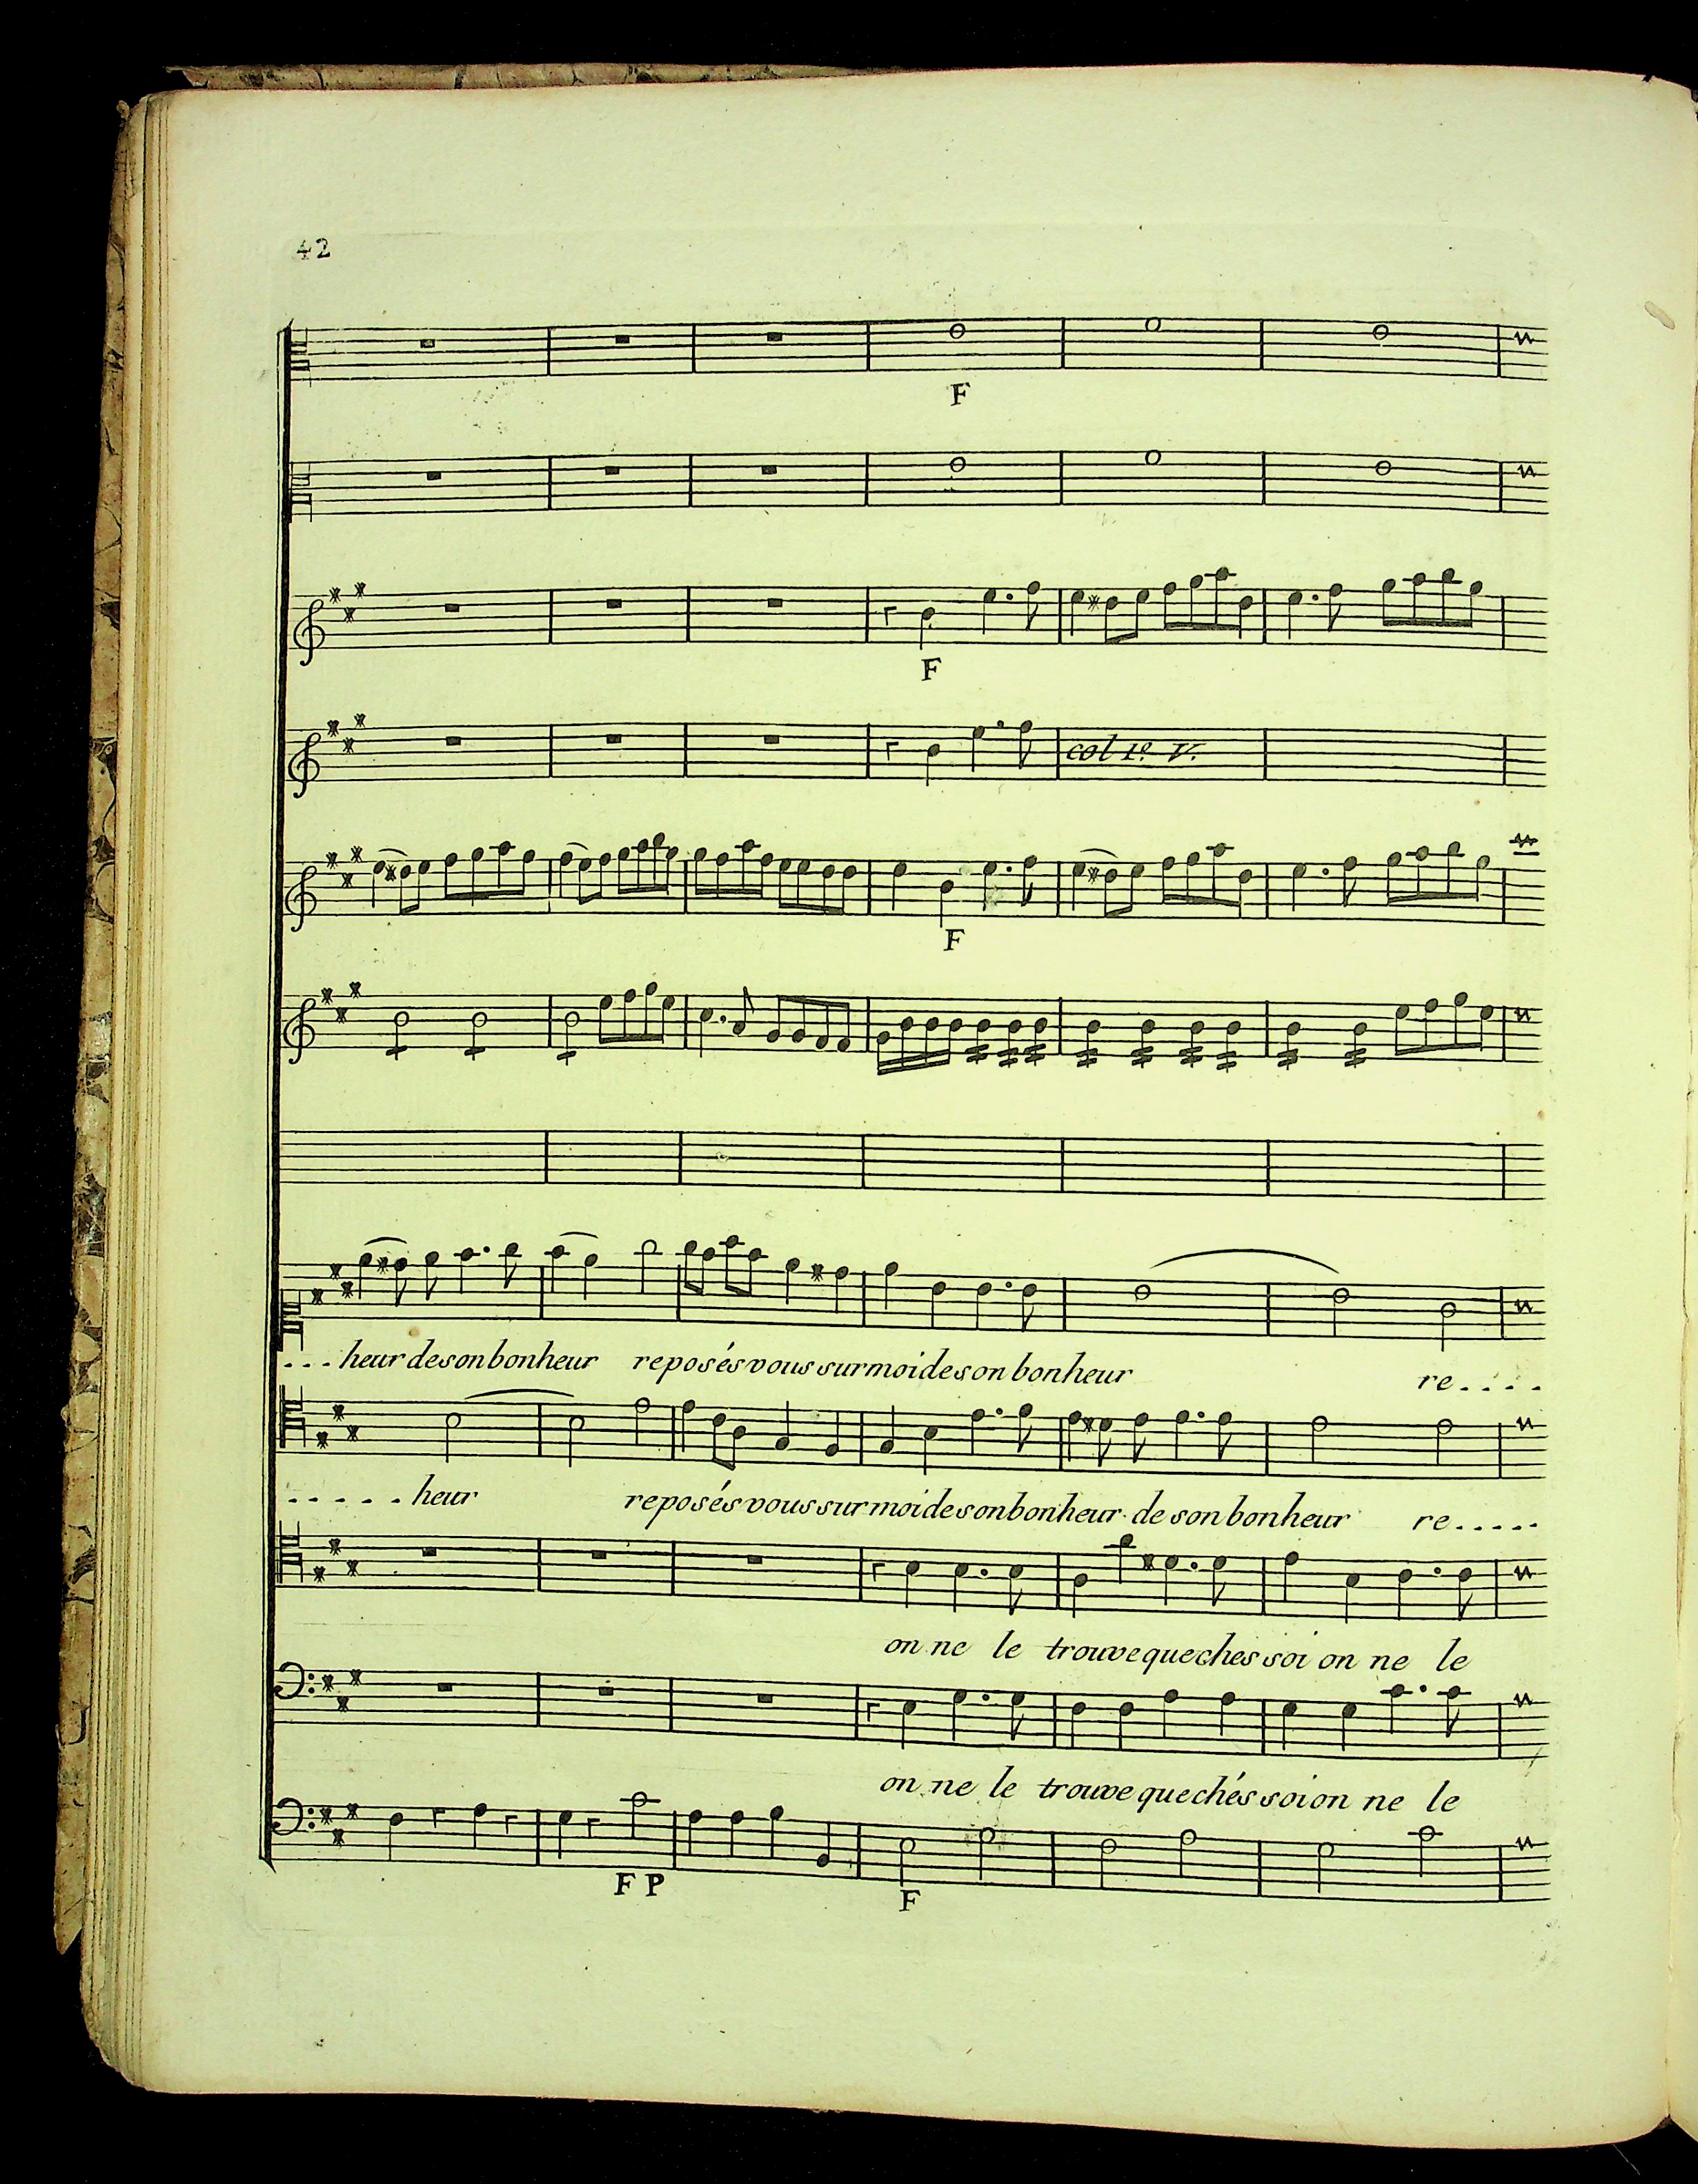 42
F
F
col 1º. V.
F
...heur de son bonheur reposés vous sur moi de son bonheur re....
.....heur reposés vous sur moi de son bonheur de son bonheur re.....
on ne le trouve que ches soi on ne le
on ne le trouve que chés soi on ne le
F P F